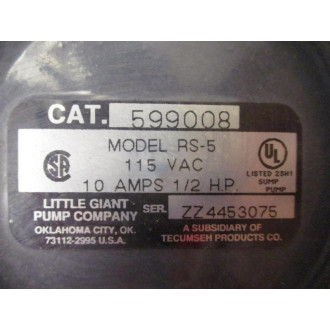 CAT. 599008
MODEL RS-5
115 VAC
10 AMPS 1/2 H.P.
SA
UL
LISTED 23H1
SUMP
PUMP
LITTLE GIANT
PUMP COMPANY
OKLAHOMA CITY, OK.
73112-2995 U.S.A.
SER. ZZ4453075
A SUBSIDIARY OF
TECUMSEH PRODUCTS CO.